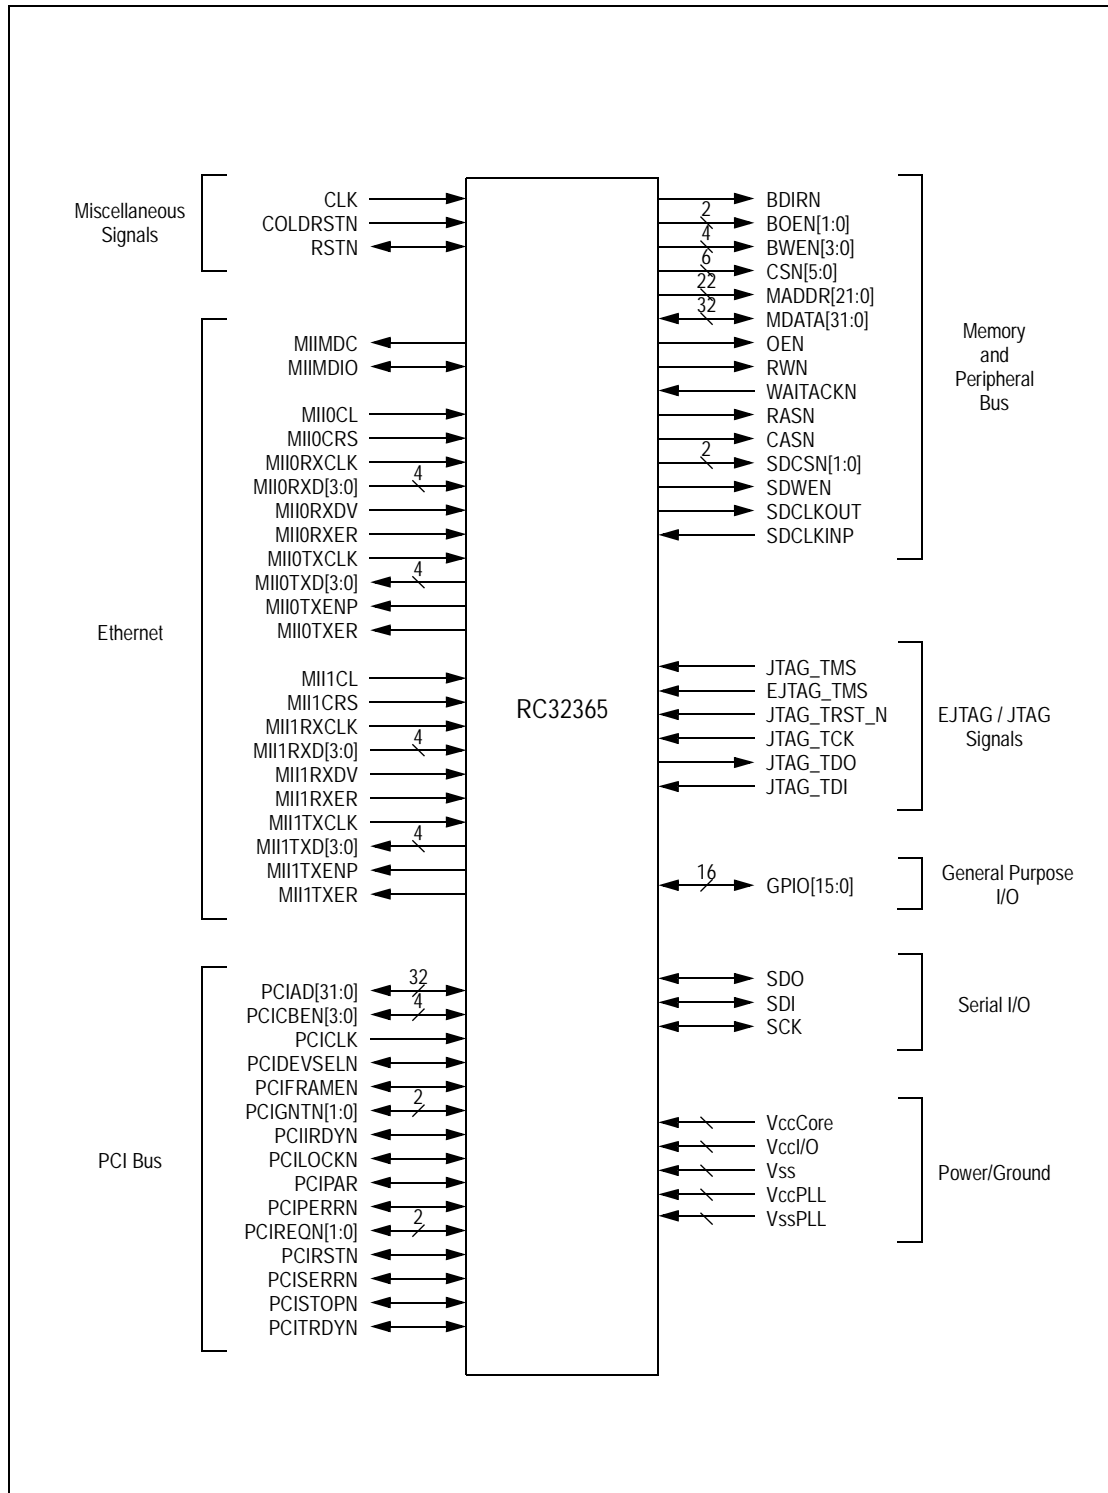 Miscellaneous
Signals
CLK
COLDRSTN
RSTN
Ethernet
MIIMDC
MIIMDIO
MII0CL
MII0CRS
MII0RXCLK
MII0RXD[3:0]
4
MII0RXDV
MII0RXER
MII0TXCLK
MII0TXD[3:0]
4
MII0TXENP
MII0TXER
MII1CL
MII1CRS
MII1RXCLK
MII1RXD[3:0]
4
MII1RXDV
MII1RXER
MII1TXCLK
MII1TXD[3:0]
4
MII1TXENP
MII1TXER
PCI Bus
PCIAD[31:0]
32
PCICBEN[3:0]
4
PCICLK
PCIDEVSELN
PCIFRAMEN
PCIGNTN[1:0]
2
PCIIRDYN
PCILOCKN
PCIPAR
PCIPERRN
PCIREQN[1:0]
2
PCIRSTN
PCISERRN
PCISTOPN
PCITRDYN
RC32365
BDIRN
2
BOEN[1:0]
4
BWEN[3:0]
6
CSN[5:0]
22
MADDR[21:0]
32
MDATA[31:0]
OEN
RWN
WAITACKN
RASN
CASN
2
SDCSN[1:0]
SDWEN
SDCLKOUT
SDCLKINP
Memory
and
Peripheral
Bus
JTAG_TMS
EJTAG_TMS
JTAG_TRST_N
JTAG_TCK
JTAG_TDO
JTAG_TDI
EJTAG / JTAG
Signals
16
GPIO[15:0]
General Purpose
I/O
SDO
SDI
SCK
Serial I/O
VccCore
VccI/O
Vss
VccPLL
VssPLL
Power/Ground